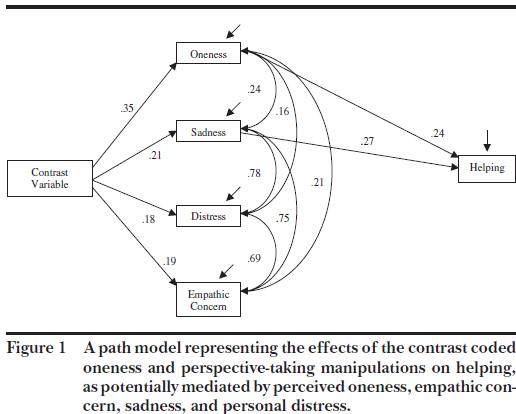 Oneness
.24
.35
.16
Sadness
.24
.27
.21
Contrast
Variable
.78
Helping
.21
.18
Distress
.75
.19
.69
Empathic
Concern
Figure 1 A path model representing the effects of the contrast coded
oneness and perspective-taking manipulations on helping,
as potentially mediated by perceived oneness, empathic con-
cern, sadness, and personal distress.